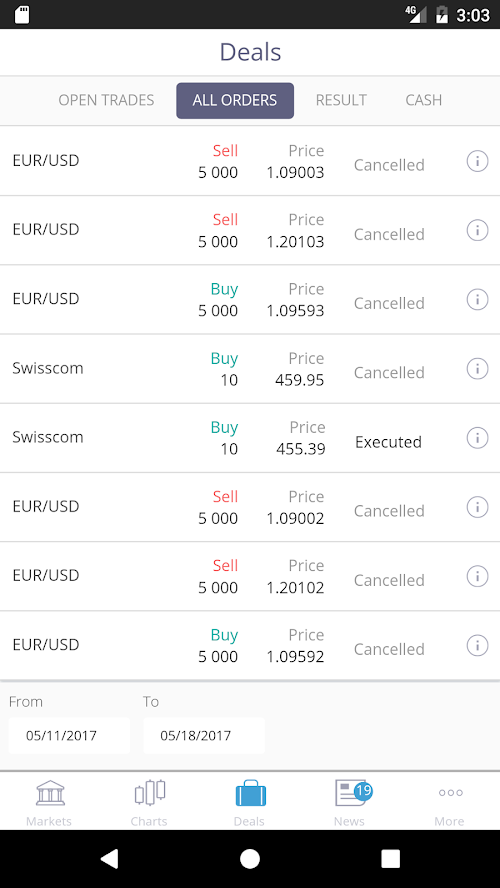 4G 3:03
Deals
OPEN TRADES ALL ORDERS RESULT CASH
EUR/USD Sell 5 000 Price 1.09003 Cancelled
EUR/USD Sell 5 000 Price 1.20103 Cancelled
EUR/USD Buy 5 000 Price 1.09593 Cancelled
Swisscom Buy 10 Price 459.95 Cancelled
Swisscom Buy 10 Price 455.39 Executed
EUR/USD Sell 5 000 Price 1.09002 Cancelled
EUR/USD Sell 5 000 Price 1.20102 Cancelled
EUR/USD Buy 5 000 Price 1.09592 Cancelled
From To
05/11/2017 05/18/2017
19
Markets Charts Deals News More